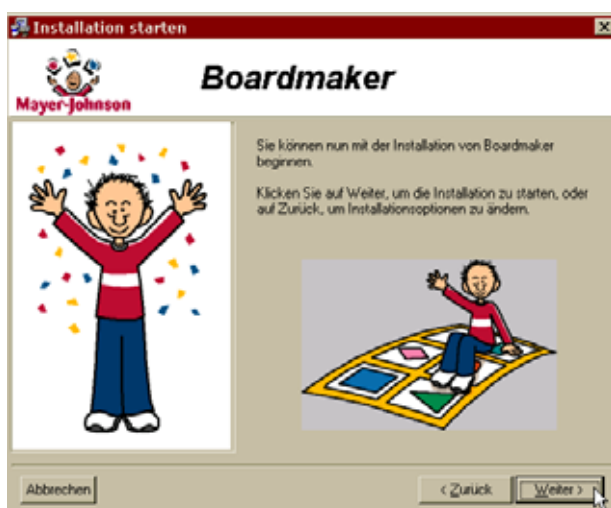 Installation starten
Boardmaker
Mayer-Johnson
Sie können nun mit der Installation von Boardmaker
beginnen.
Klicken Sie auf Weiter, um die Installation zu starten, oder
auf Zurück, um Installationsoptionen zu ändern.
Abbrechen
< Zurück
Weiter >